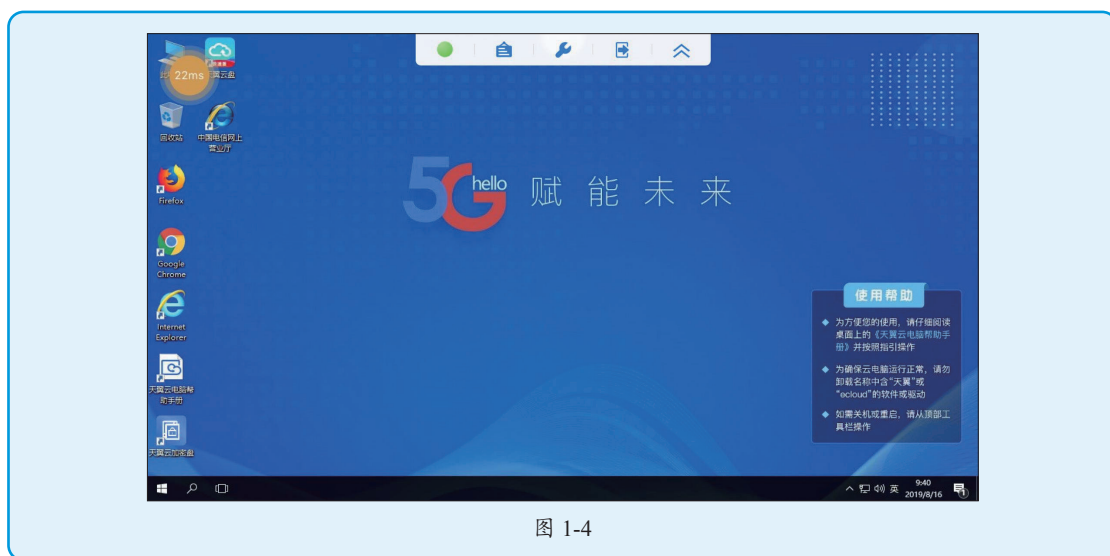 22ms
天翼云盘
回收站
中国电信网上
营业厅
Firefox
Google
Chrome
Internet
Explorer
天翼云电脑帮
助手册
天翼云加密盘
5G
hello
赋能未来
使用帮助
◆ 为方便您的使用，请仔细阅读
桌面上的《天翼云电脑帮助手
册》并按照指引操作
◆ 为确保云电脑运行正常，请勿
卸载名称中含“天翼”或
“ecloud”的软件或驱动
◆ 如需关机或重启，请从顶部工
具栏操作
英
9:40
2019/8/16
1
图 1-4